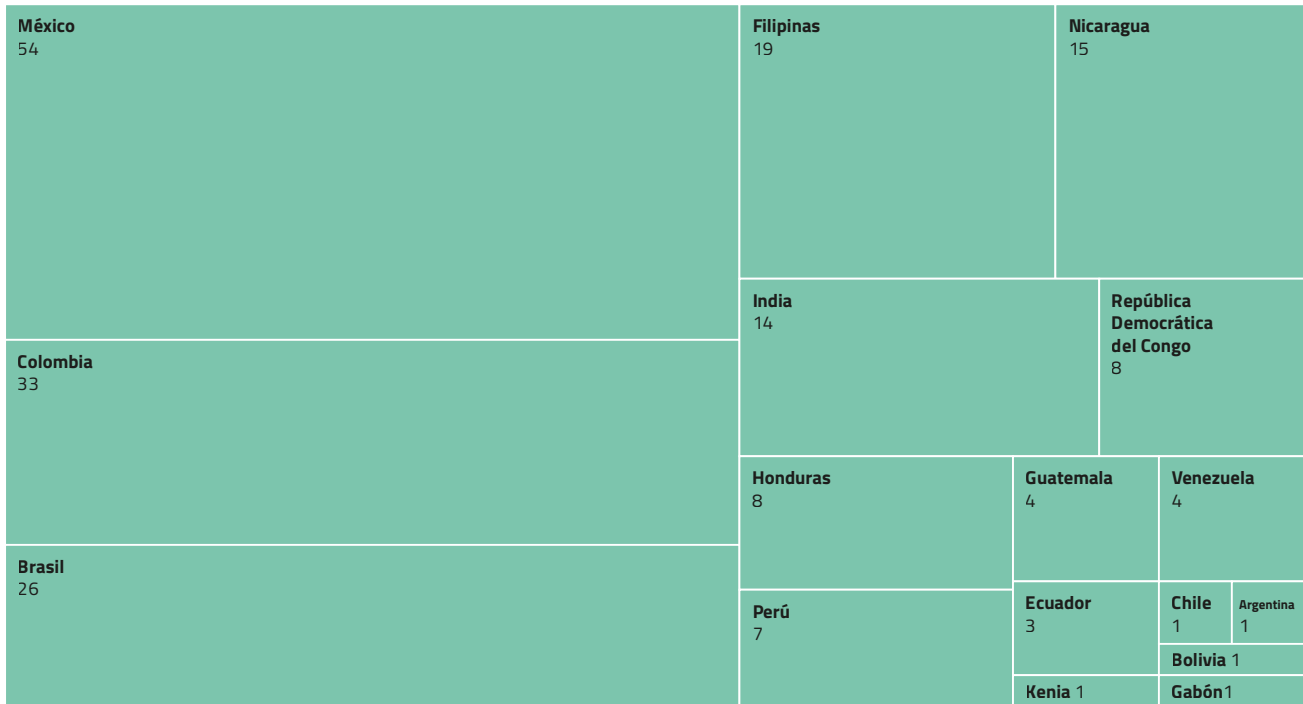 México
54
Colombia
33
Brasil
26
Filipinas
19
Nicaragua
15
India
14
República
Democrática
del Congo
8
Honduras
8
Perú
7
Guatemala
4
Venezuela
4
Ecuador
3
Chile
1
Argentina
1
Bolivia 1
Kenia 1
Gabón1